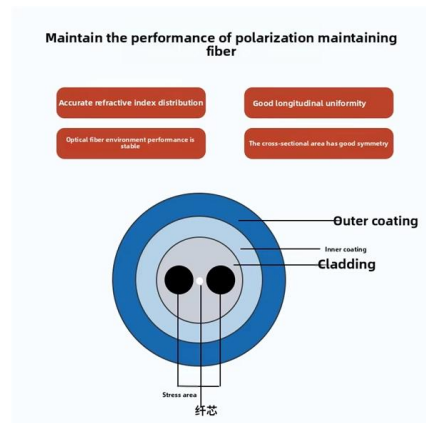 Maintain the performance of polarization maintaining
fiber
Accurate refractive index distribution
Good longitudinal uniformity
Optical fiber environment performance is
stable
The cross-sectional area has good symmetry
Outer coating
Inner coating
Cladding
Stress area
纤芯